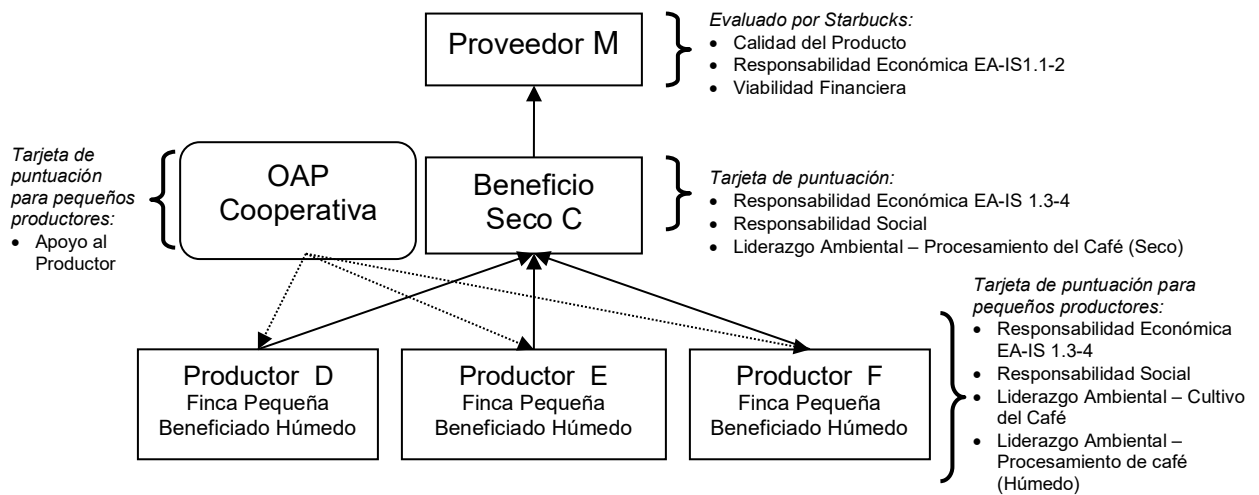 Proveedor M
Evaluado por Starbucks:
• Calidad del Producto
• Responsabilidad Económica EA-IS1.1-2
• Viabilidad Financiera
Tarjeta de
puntuación
para pequeños
productores:
• Apoyo al
Productor
OAP
Cooperativa
Beneficio
Seco C
Tarjeta de puntuación:
• Responsabilidad Económica EA-IS 1.3-4
• Responsabilidad Social
• Liderazgo Ambiental – Procesamiento del Café (Seco)
Productor D
Finca Pequeña
Beneficiado Húmedo
Productor E
Finca Pequeña
Beneficiado Húmedo
Productor F
Finca Pequeña
Beneficiado Húmedo
Tarjeta de puntuación para
pequeños productores:
• Responsabilidad Económica
EA-IS 1.3-4
• Responsabilidad Social
• Liderazgo Ambiental – Cultivo
del Café
• Liderazgo Ambiental –
Procesamiento de café
(Húmedo)